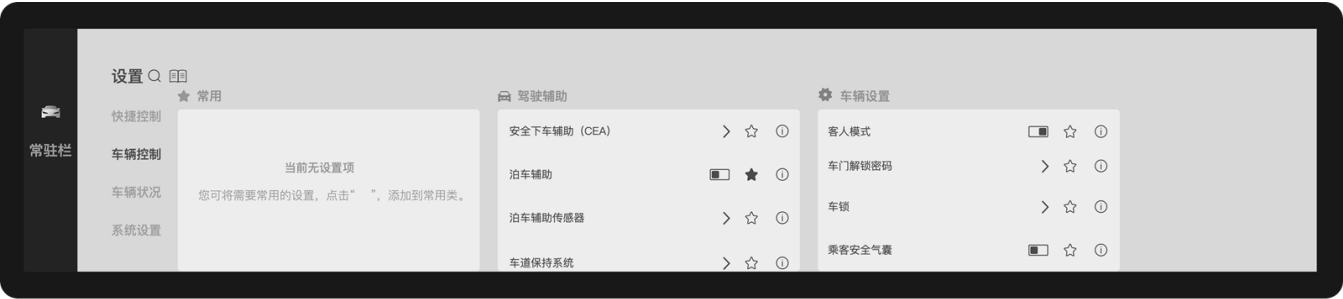 设置
常驻栏
快捷控制
车辆控制
车辆状况
系统设置
常用
当前无设置项
您可将需要常用的设置，点击“ ”，添加到常用类。
驾驶辅助
安全下车辅助（CEA）
泊车辅助
泊车辅助传感器
车道保持系统
车辆设置
客人模式
车门解锁密码
车锁
乘客安全气囊